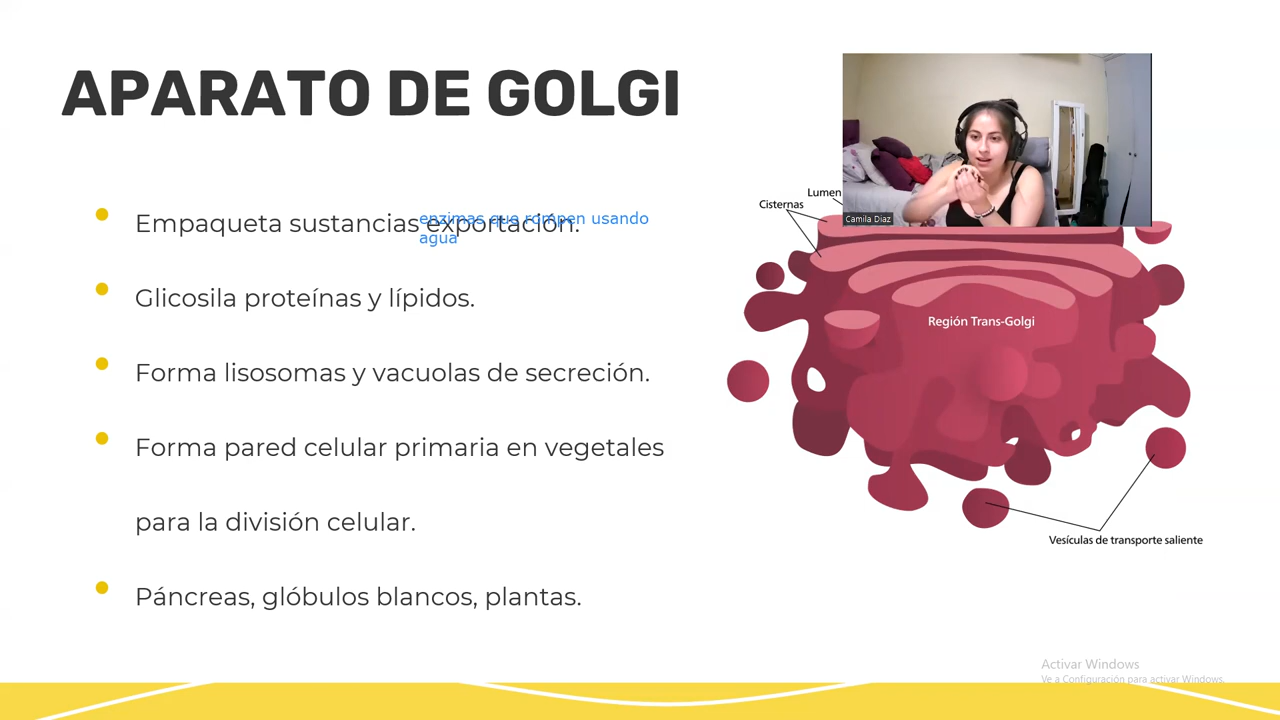 APARATO DE GOLGI
Empaqueta sustancias exportación.
enzimas que rompen usando
agua
Glicosila proteínas y lípidos.
Forma lisosomas y vacuolas de secreción.
Forma pared celular primaria en vegetales
para la división celular.
Páncreas, glóbulos blancos, plantas.
Camila Diaz
Lumen
Cisternas
Región Trans-Golgi
Vesículas de transporte saliente
Activar Windows
Ve a Configuración para activar Windows.